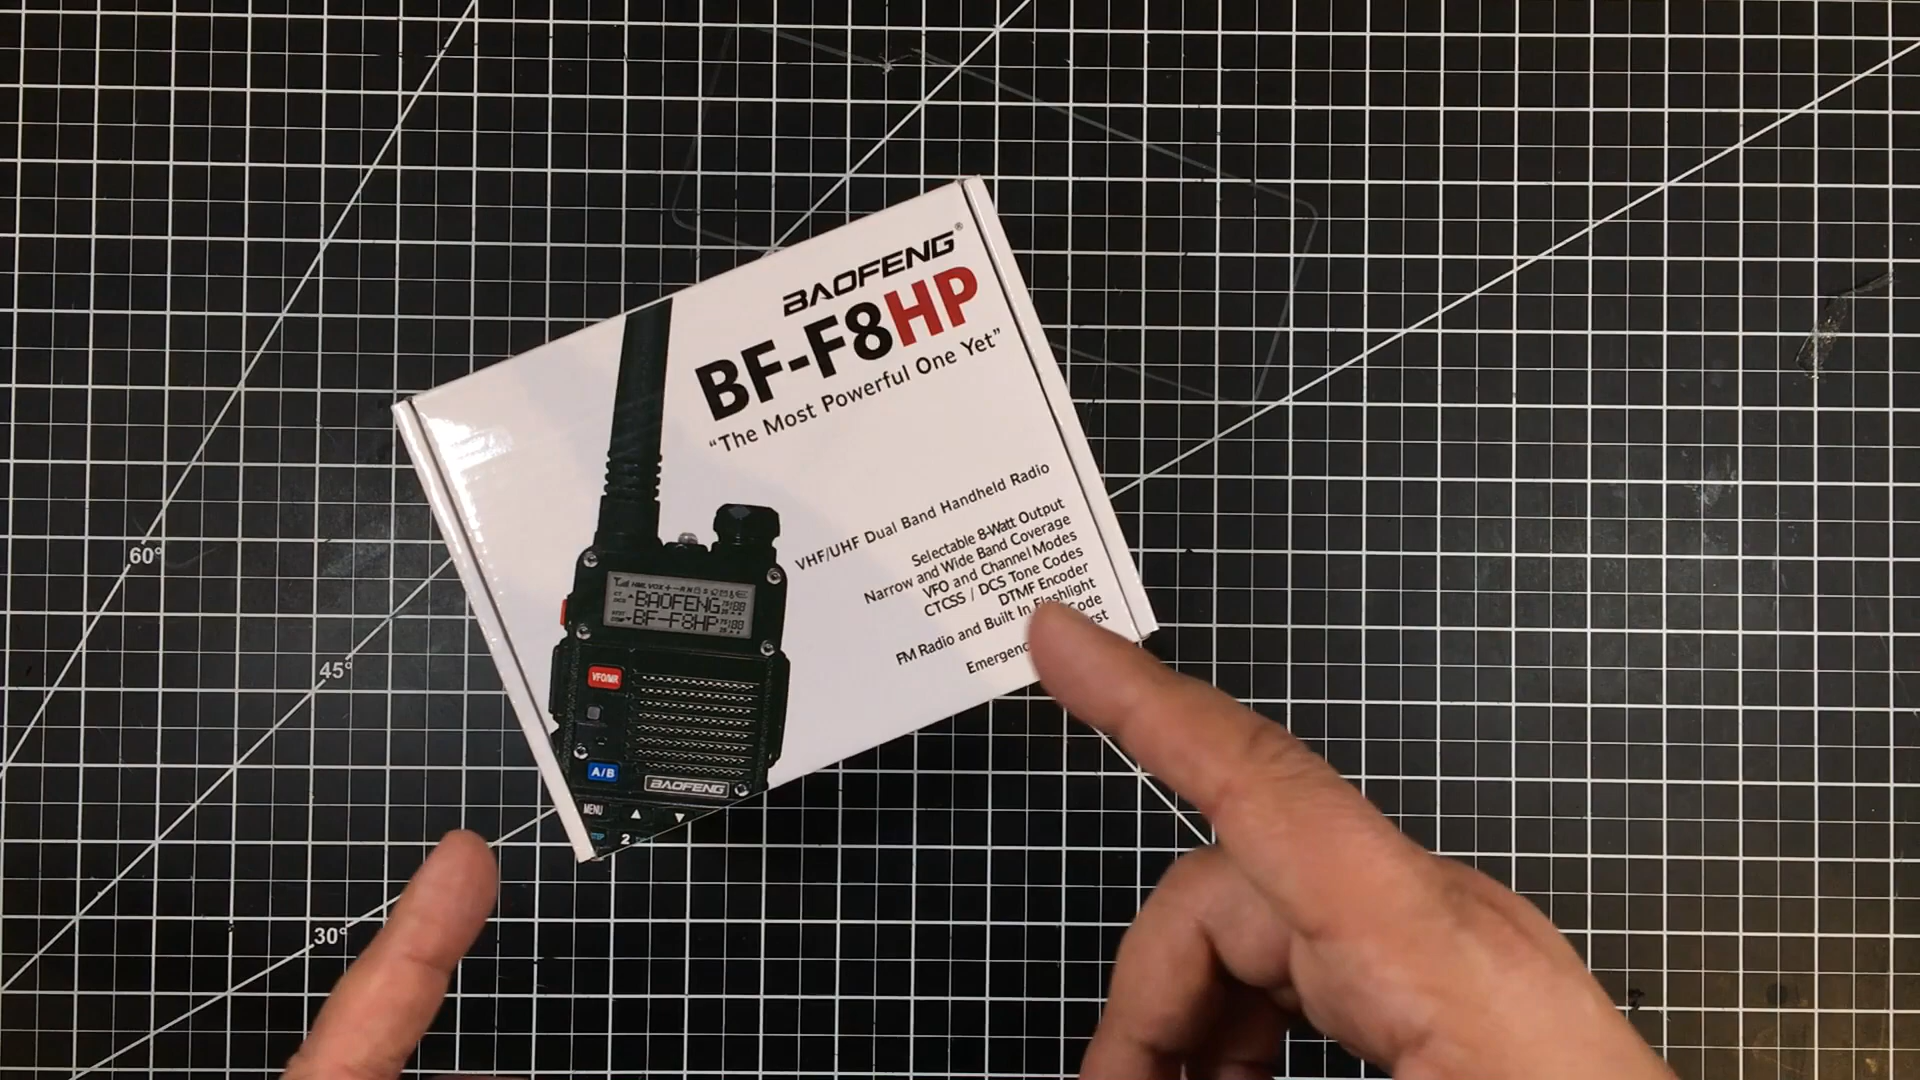 BAOFENG®
BF-F8HP
"The Most Powerful One Yet"
VHF/UHF Dual Band Handheld Radio
Selectable 8-Watt Output
Narrow and Wide Band Coverage
VFO and Channel Modes
CTCSS / DCS Tone Codes
DTMF Encoder
FM Radio and Built In Flashlight
Code
BAOFENG
BF-F8HP
VFO/MR
A/B
BAOFENG
MENU
2
60°
45°
30°